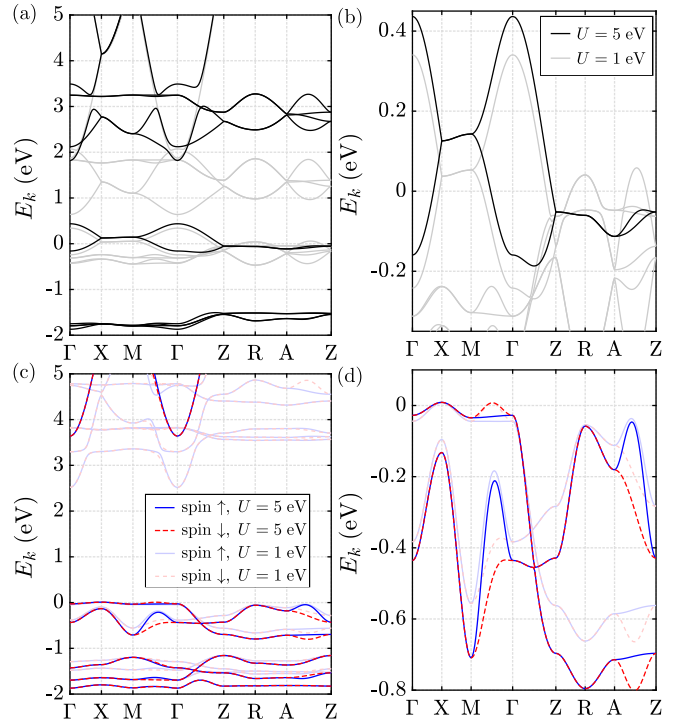 (a)
5
4
3
2
1
0
-1
-2
E_k (eV)
Γ X M Γ Z R A Z
(b)
0.4
0.2
0
-0.2
E_k (eV)
U = 5 eV
U = 1 eV
Γ X M Γ Z R A Z
(c)
5
4
3
2
1
0
-1
-2
E_k (eV)
spin ↑, U = 5 eV
spin ↓, U = 5 eV
spin ↑, U = 1 eV
spin ↓, U = 1 eV
Γ X M Γ Z R A Z
(d)
0
-0.2
-0.4
-0.6
-0.8
E_k (eV)
Γ X M Γ Z R A Z